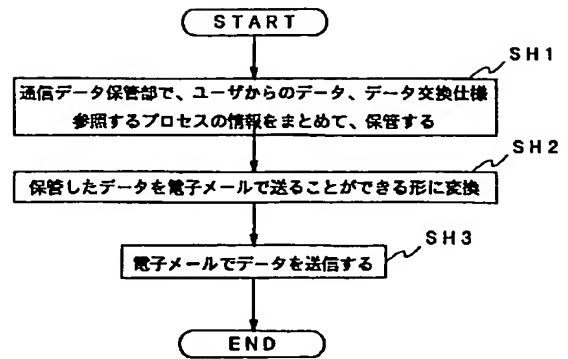 START
SH1
通信データ保管部で、ユーザからのデータ、データ交換仕様
参照するプロセスの情報をまとめて、保管する
SH2
保管したデータを電子メールで送ることができる形に変換
SH3
電子メールでデータを送信する
END